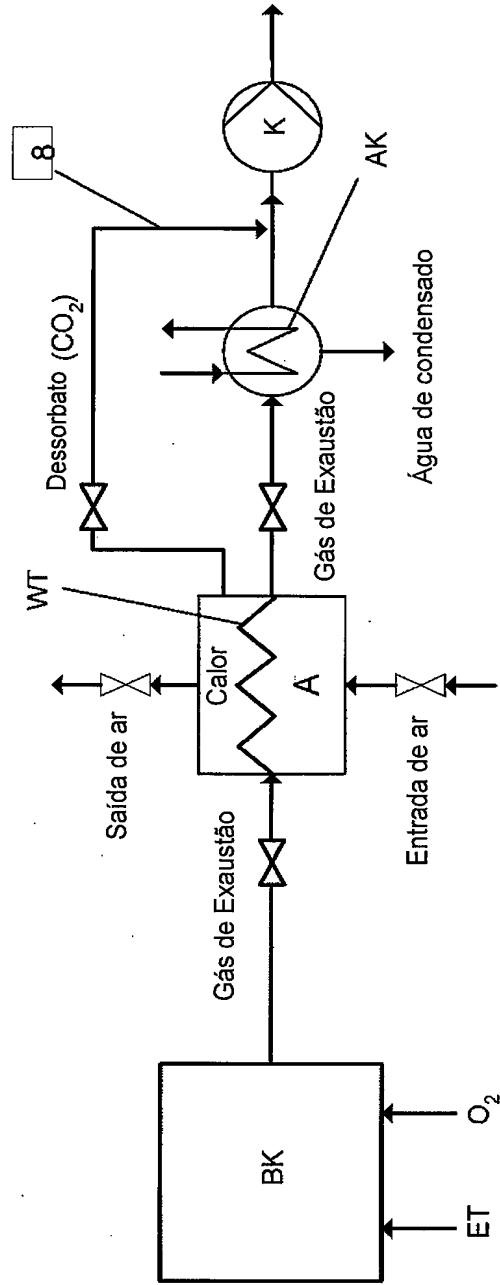 BK
ET
O₂
Gás de Exaustão
Saída de ar
Calor
A
WT
Entrada de ar
Dessorbato (CO₂)
8
Gás de Exaustão
Água de condensado
AK
K